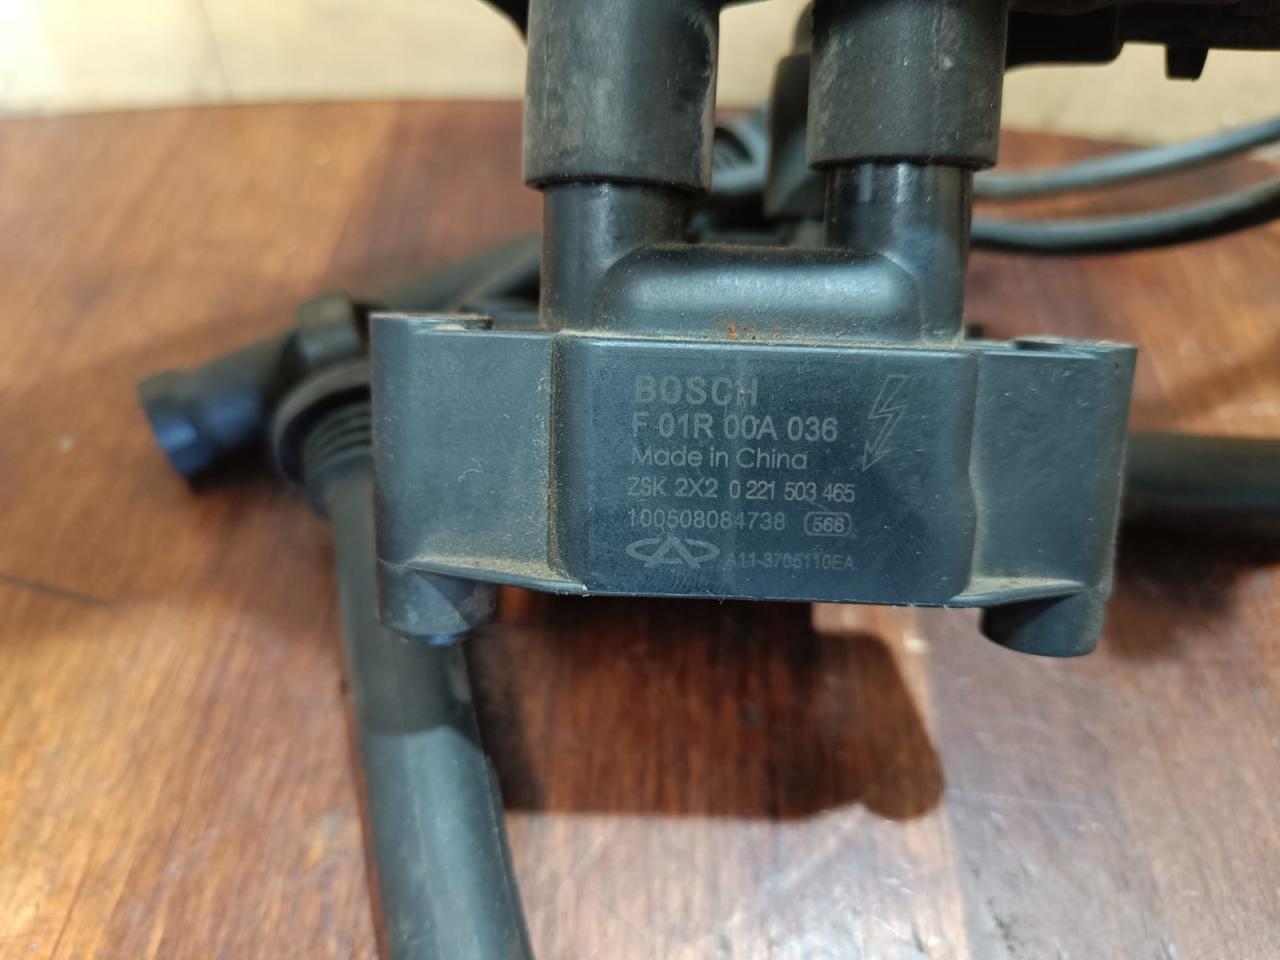 BOSCH
F 01R 00A 036
Made in China
ZSK 2X2 0 221 503 465
100508084738 566
A11-3705110EA